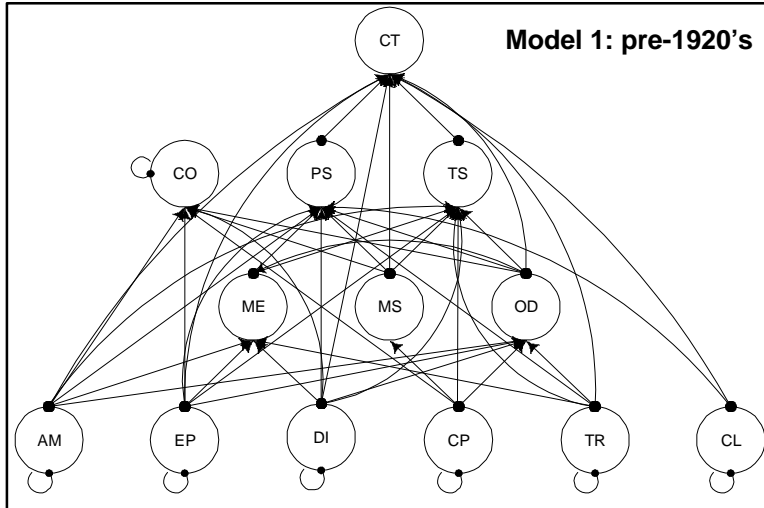 CT
Model 1: pre-1920's
CO PS TS
ME MS OD
AM EP DI CP TR CL